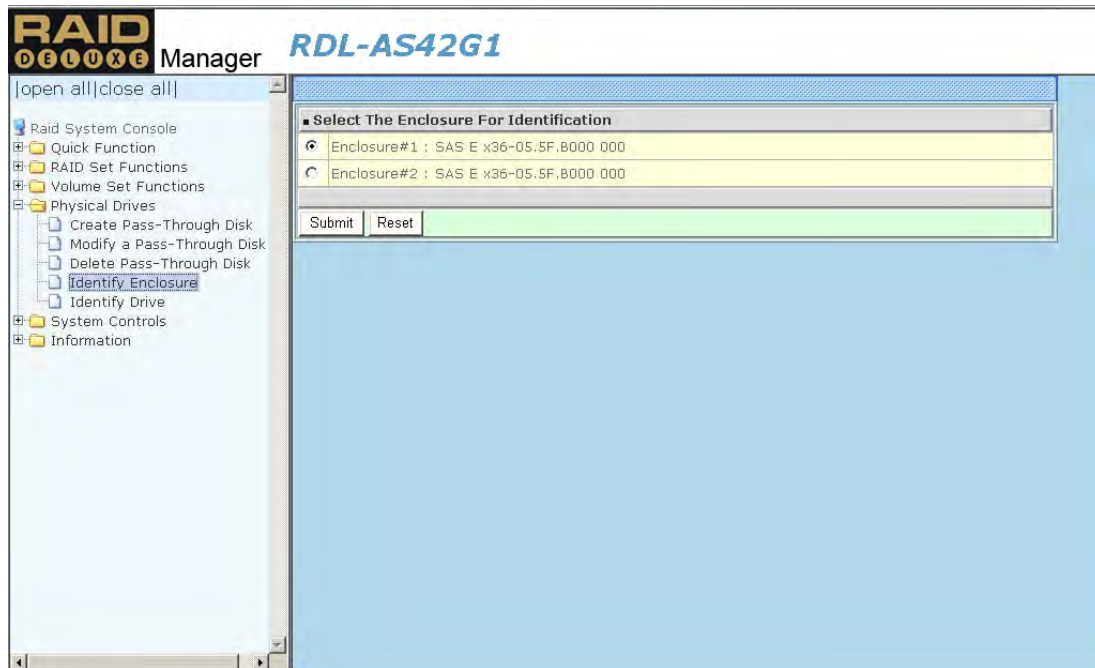 RAID
DELUXE Manager
RDL-AS42G1
|open all|close all|
Raid System Console
Quick Function
RAID Set Functions
Volume Set Functions
Physical Drives
Create Pass-Through Disk
Modify a Pass-Through Disk
Delete Pass-Through Disk
Identify Enclosure
Identify Drive
System Controls
Information
Select The Enclosure For Identification
Enclosure#1 : SAS E x36-05.5F.B000 000
Enclosure#2 : SAS E x36-05.5F.B000 000
Submit Reset